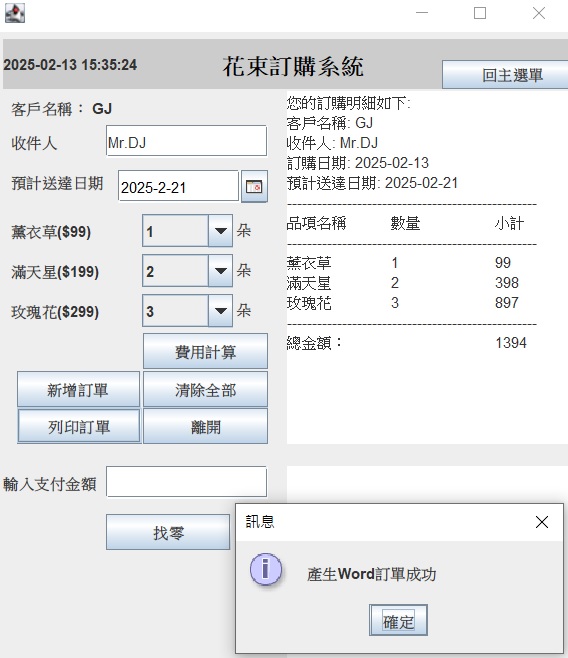 2025-02-13 15:35:24
花束訂購系統
回主選單
客戶名稱： GJ
收件人
Mr.DJ
預計送達日期
2025-2-21
薰衣草($99)
1
朵
滿天星($199)
2
朵
玫瑰花($299)
3
朵
費用計算
新增訂單
清除全部
列印訂單
離開
您的訂購明細如下:
客戶名稱: GJ
收件人: Mr.DJ
訂購日期: 2025-02-13
預計送達日期: 2025-02-21
品項名稱 數量 小計
薰衣草 1 99
滿天星 2 398
玫瑰花 3 897
總金額： 1394
輸入支付金額
找零
訊息
產生Word訂單成功
確定